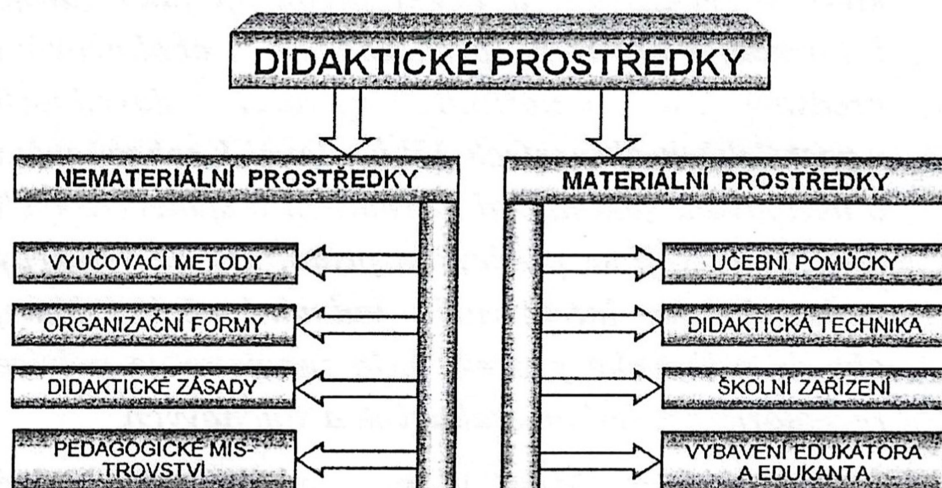 DIDAKTICKÉ PROSTŘEDKY
NEMATERIÁLNÍ PROSTŘEDKY
VYUČOVACÍ METODY
ORGANIZAČNÍ FORMY
DIDAKTICKÉ ZÁSADY
PEDAGOGICKÉ MIS-
TROVSTVÍ
MATERIÁLNÍ PROSTŘEDKY
UČEBNÍ POMŮCKY
DIDAKTICKÁ TECHNIKA
ŠKOLNÍ ZAŘÍZENÍ
VYBAVENÍ EDUKÁTORA
A EDUKANTA